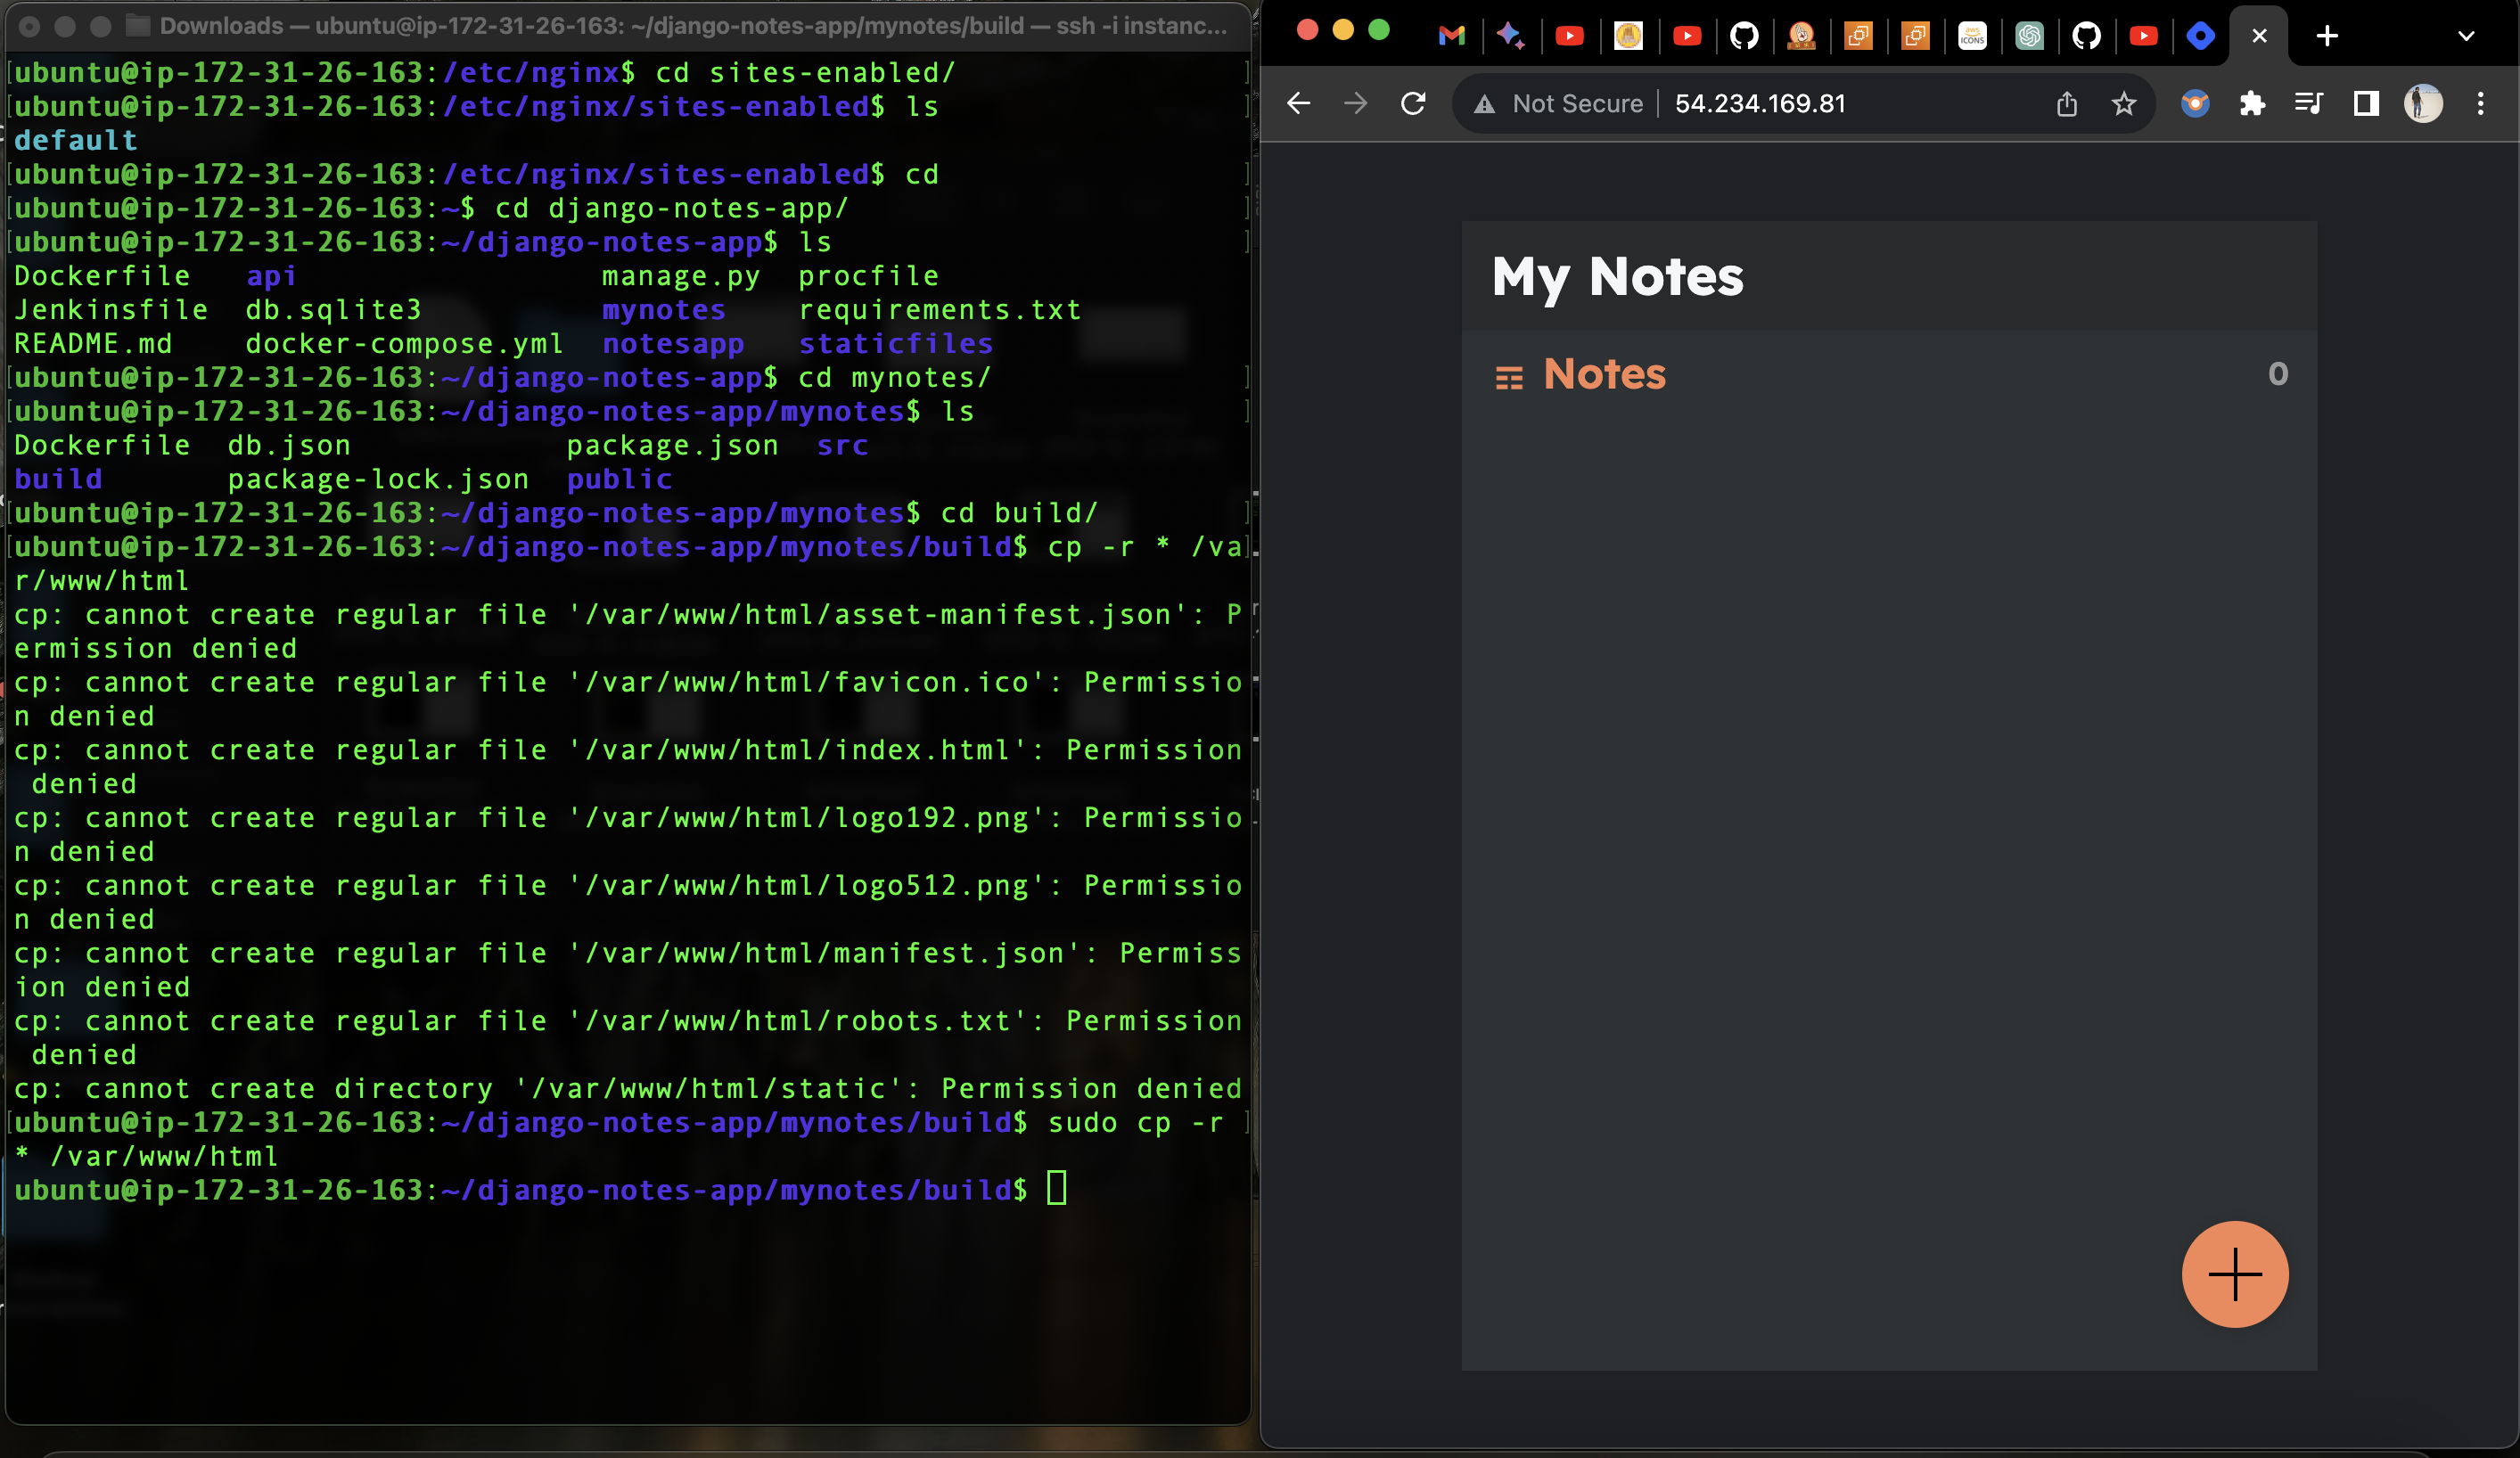 Downloads — ubuntu@ip-172-31-26-163: ~/django-notes-app/mynotes/build — ssh -i instanc...
ubuntu@ip-172-31-26-163:/etc/nginx$ cd sites-enabled/
ubuntu@ip-172-31-26-163:/etc/nginx/sites-enabled$ ls
default
ubuntu@ip-172-31-26-163:/etc/nginx/sites-enabled$ cd
ubuntu@ip-172-31-26-163:~$ cd django-notes-app/
ubuntu@ip-172-31-26-163:~/django-notes-app$ ls
Dockerfile api manage.py procfile
Jenkinsfile db.sqlite3 mynotes requirements.txt
README.md docker-compose.yml notesapp staticfiles
ubuntu@ip-172-31-26-163:~/django-notes-app$ cd mynotes/
ubuntu@ip-172-31-26-163:~/django-notes-app/mynotes$ ls
Dockerfile db.json package.json src
build package-lock.json public
ubuntu@ip-172-31-26-163:~/django-notes-app/mynotes$ cd build/
ubuntu@ip-172-31-26-163:~/django-notes-app/mynotes/build$ cp -r * /va
r/www/html
cp: cannot create regular file '/var/www/html/asset-manifest.json': P
ermission denied
cp: cannot create regular file '/var/www/html/favicon.ico': Permissio
n denied
cp: cannot create regular file '/var/www/html/index.html': Permission
denied
cp: cannot create regular file '/var/www/html/logo192.png': Permissio
n denied
cp: cannot create regular file '/var/www/html/logo512.png': Permissio
n denied
cp: cannot create regular file '/var/www/html/manifest.json': Permiss
ion denied
cp: cannot create regular file '/var/www/html/robots.txt': Permission
denied
cp: cannot create directory '/var/www/html/static': Permission denied
ubuntu@ip-172-31-26-163:~/django-notes-app/mynotes/build$ sudo cp -r
* /var/www/html
ubuntu@ip-172-31-26-163:~/django-notes-app/mynotes/build$
aws
ICONS
Not Secure
54.234.169.81
My Notes
Notes
0